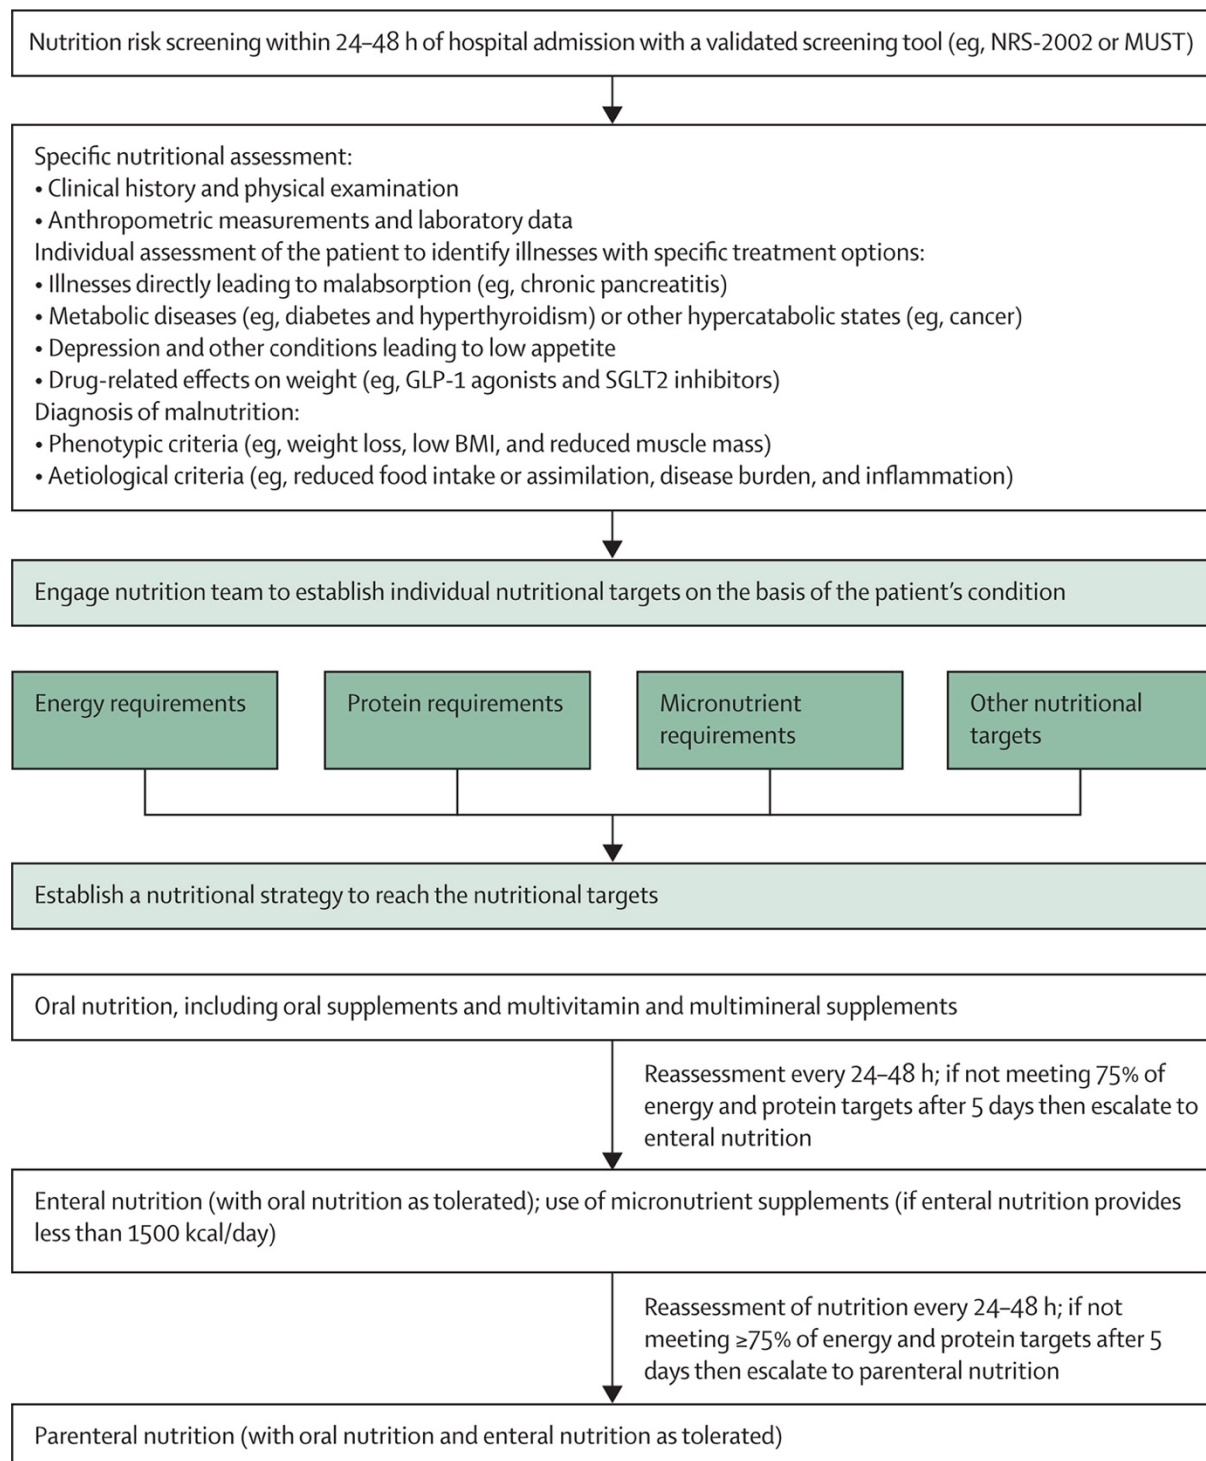 Nutrition risk screening within 24–48 h of hospital admission with a validated screening tool (eg, NRS-2002 or MUST)
Specific nutritional assessment:
• Clinical history and physical examination
• Anthropometric measurements and laboratory data
Individual assessment of the patient to identify illnesses with specific treatment options:
• Illnesses directly leading to malabsorption (eg, chronic pancreatitis)
• Metabolic diseases (eg, diabetes and hyperthyroidism) or other hypercatabolic states (eg, cancer)
• Depression and other conditions leading to low appetite
• Drug-related effects on weight (eg, GLP-1 agonists and SGLT2 inhibitors)
Diagnosis of malnutrition:
• Phenotypic criteria (eg, weight loss, low BMI, and reduced muscle mass)
• Aetiological criteria (eg, reduced food intake or assimilation, disease burden, and inflammation)
Engage nutrition team to establish individual nutritional targets on the basis of the patient’s condition
Energy requirements
Protein requirements
Micronutrient
requirements
Other nutritional
targets
Establish a nutritional strategy to reach the nutritional targets
Oral nutrition, including oral supplements and multivitamin and multimineral supplements
Reassessment every 24–48 h; if not meeting 75% of
energy and protein targets after 5 days then escalate to
enteral nutrition
Enteral nutrition (with oral nutrition as tolerated); use of micronutrient supplements (if enteral nutrition provides
less than 1500 kcal/day)
Reassessment of nutrition every 24–48 h; if not
meeting ≥75% of energy and protein targets after 5
days then escalate to parenteral nutrition
Parenteral nutrition (with oral nutrition and enteral nutrition as tolerated)